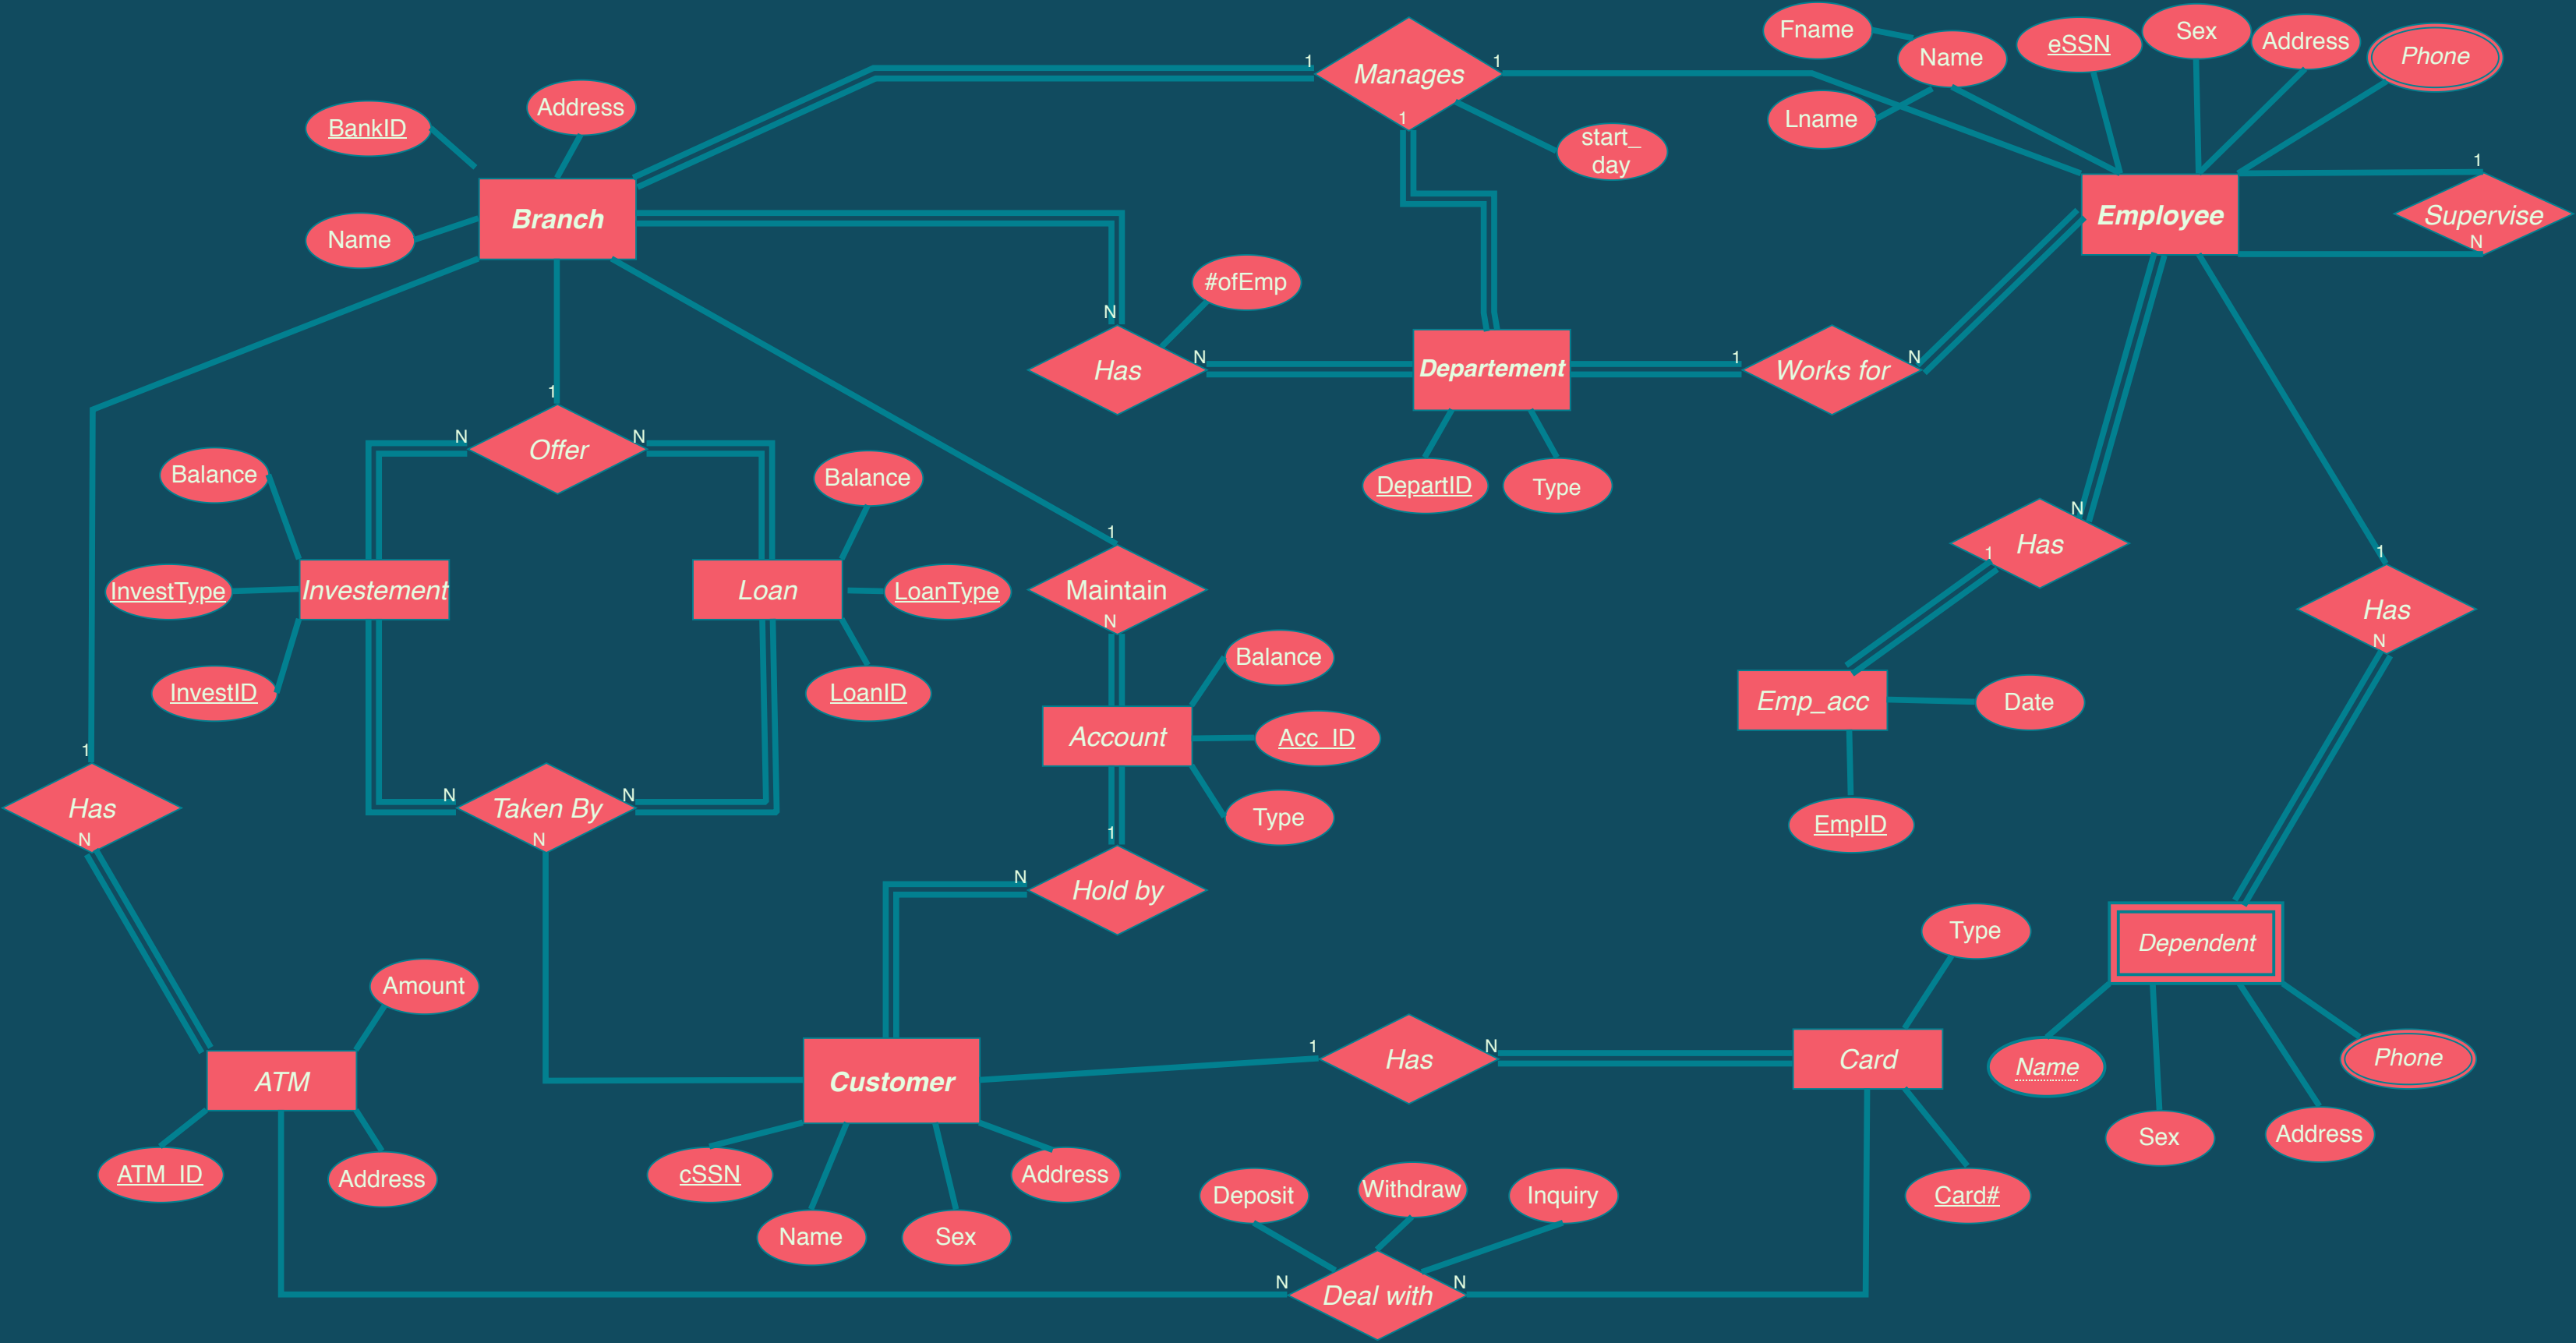 Fname
Name
eSSN
Sex
Address
Phone
Lname
1
Manages
1
1
start_
day
BankID
Address
Branch
Name
Employee
1
Supervise
N
#ofEmp
N
Has
N
Departement
1
Works for
N
DepartID
Type
1
Offer
N
N
Balance
InvestType
Investement
InvestID
Balance
Loan
LoanType
LoanID
1
Maintain
N
Balance
Account
Acc_ID
Type
N
Has
1
Emp_acc
Date
EmpID
1
Has
N
1
Has
N
N
Taken By
N
N
1
Hold by
N
Amount
ATM
ATM_ID
Address
Customer
cSSN
Name
Sex
Address
1
Has
N
Type
Card
Card#
Dependent
Name
Sex
Address
Phone
Deposit
Withdraw
Inquiry
N
Deal with
N